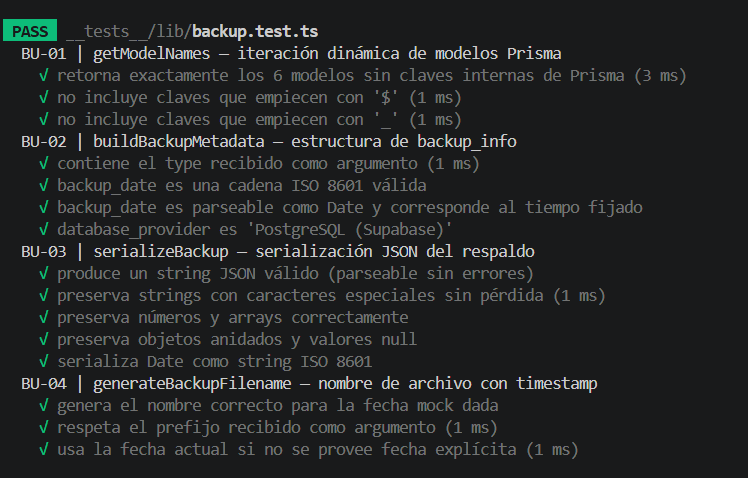 PASS __tests__/lib/backup.test.ts
BU-01 | getModelNames — iteración dinámica de modelos Prisma
√ retorna exactamente los 6 modelos sin claves internas de Prisma (3 ms)
√ no incluye claves que empiecen con '$' (1 ms)
√ no incluye claves que empiecen con '_' (1 ms)
BU-02 | buildBackupMetadata — estructura de backup_info
√ contiene el type recibido como argumento (1 ms)
√ backup_date es una cadena ISO 8601 válida
√ backup_date es parseable como Date y corresponde al tiempo fijado
√ database_provider es 'PostgreSQL (Supabase)'
BU-03 | serializeBackup — serialización JSON del respaldo
√ produce un string JSON válido (parseable sin errores)
√ preserva strings con caracteres especiales sin pérdida (1 ms)
√ preserva números y arrays correctamente
√ preserva objetos anidados y valores null
√ serializa Date como string ISO 8601
BU-04 | generateBackupFilename — nombre de archivo con timestamp
√ genera el nombre correcto para la fecha mock dada
√ respeta el prefijo recibido como argumento (1 ms)
√ usa la fecha actual si no se provee fecha explícita (1 ms)